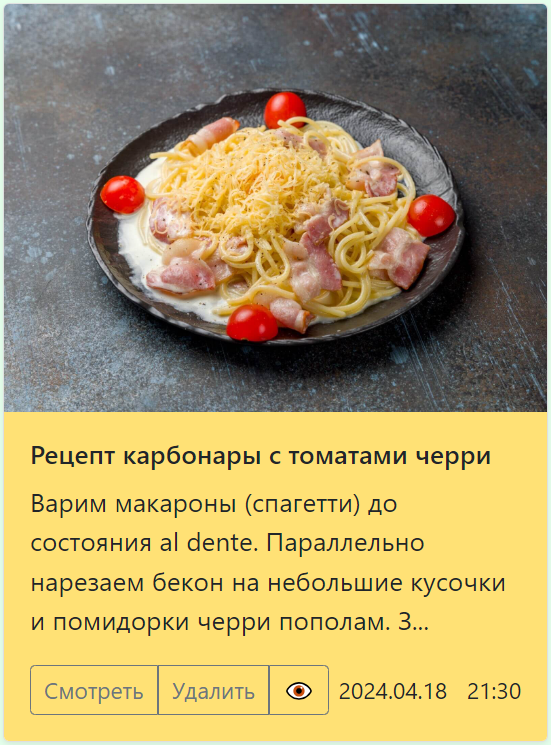 Рецепт карбонары с томатами черри
Варим макароны (спагетти) до
состояния al dente. Параллельно
нарезаем бекон на небольшие кусочки
и помидорки черри пополам. З...
Смотреть Удалить 2024.04.18 21:30